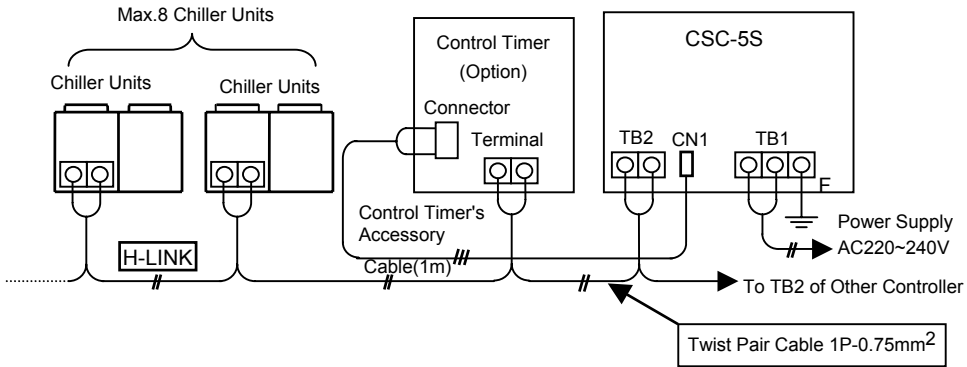 Max.8 Chiller Units
Chiller Units
Chiller Units
H-LINK
Control Timer
(Option)
Connector
Terminal
Control Timer's
Accessory
Cable(1m)
CSC-5S
TB2
CN1
TB1
E
Power Supply
AC220~240V
To TB2 of Other Controller
Twist Pair Cable 1P-0.75mm2